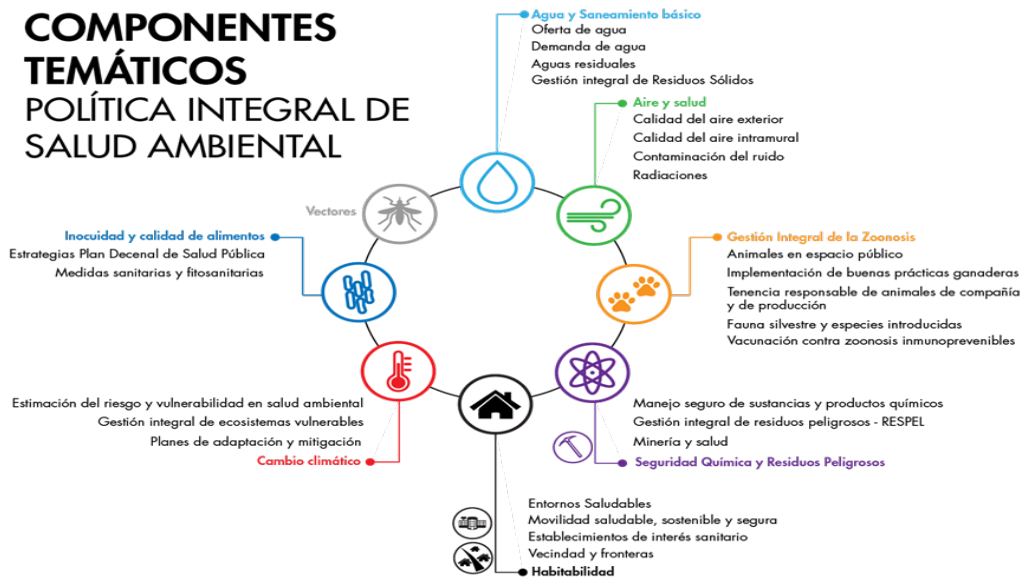 COMPONENTES
TEMÁTICOS
POLÍTICA INTEGRAL DE
SALUD AMBIENTAL
Agua y Saneamiento básico
Oferta de agua
Demanda de agua
Aguas residuales
Gestión integral de Residuos Sólidos
Aire y salud
Calidad del aire exterior
Calidad del aire intramural
Contaminación del ruido
Radiaciones
Vectores
Inocuidad y calidad de alimentos
Estrategias Plan Decenal de Salud Pública
Medidas sanitarias y fitosanitarias
Gestión Integral de la Zoonosis
Animales en espacio público
Implementación de buenas prácticas ganaderas
Tenencia responsable de animales de compañía
y de producción
Fauna silvestre y especies introducidas
Vacunación contra zoonosis inmunoprevenibles
Estimación del riesgo y vulnerabilidad en salud ambiental
Gestión integral de ecosistemas vulnerables
Planes de adaptación y mitigación
Cambio climático
Manejo seguro de sustancias y productos químicos
Gestión integral de residuos peligrosos - RESPEL
Minería y salud
Seguridad Química y Residuos Peligrosos
Entornos Saludables
Movilidad saludable, sostenible y segura
Establecimientos de interés sanitario
Vecindad y fronteras
Habitabilidad